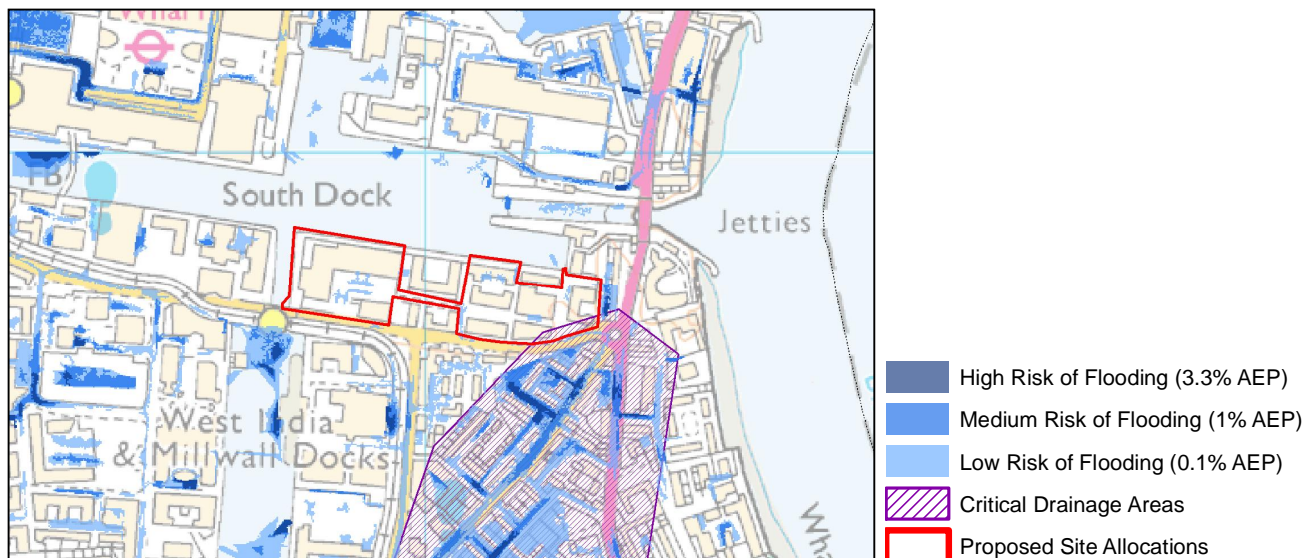 South Dock
Jetties
West India
& Millwall Docks
High Risk of Flooding (3.3% AEP)
Medium Risk of Flooding (1% AEP)
Low Risk of Flooding (0.1% AEP)
Critical Drainage Areas
Proposed Site Allocations